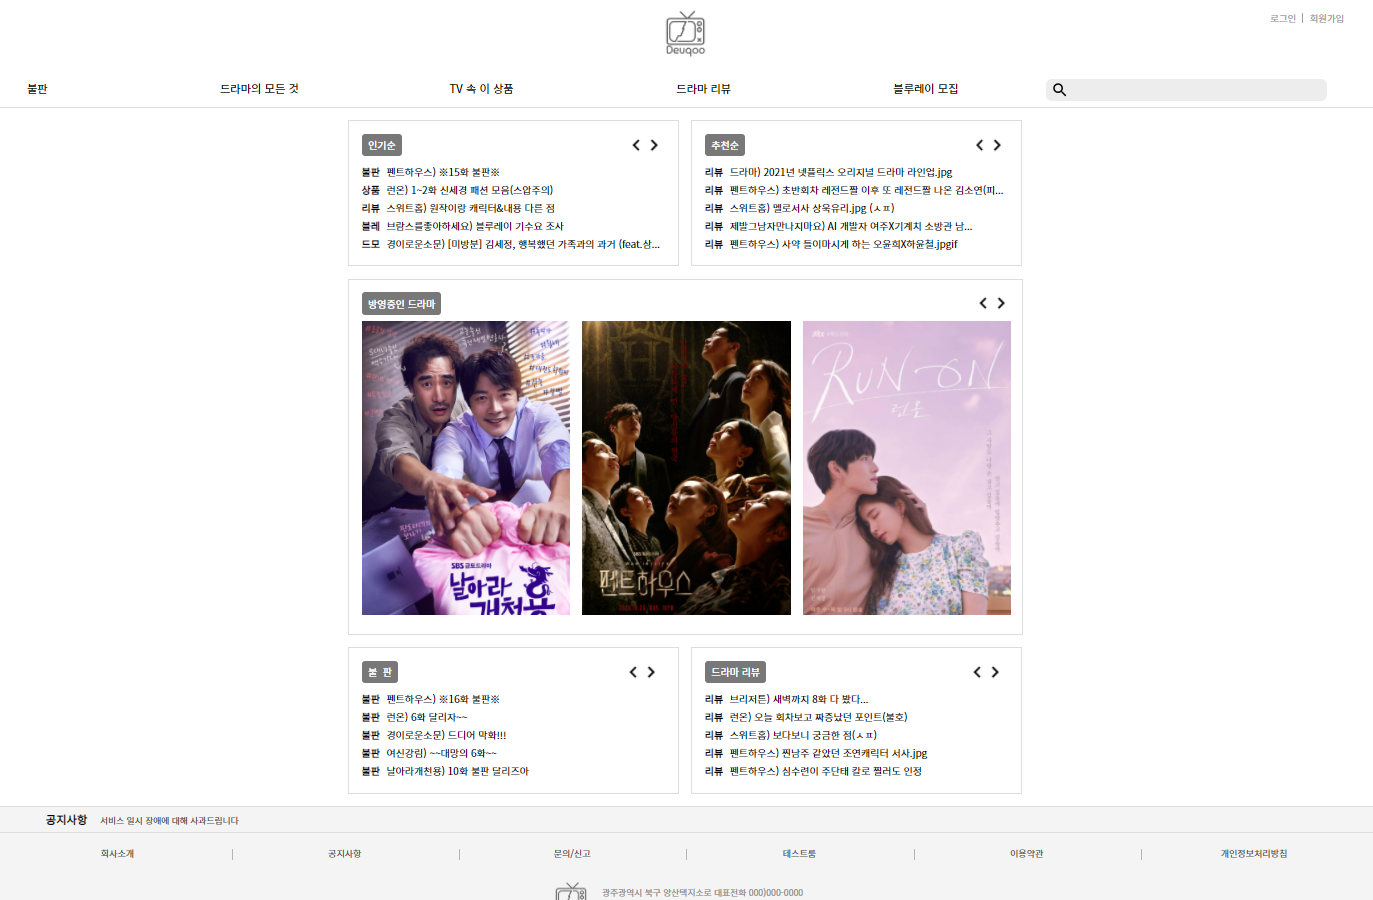 로그인 | 회원가입
Deuqoo
불판 드라마의 모든 것 TV 속 이 상품 드라마 리뷰 블루레이 모집
인기순
불판 펜트하우스) ※15화 불판※
상품 런온) 1~2화 신세경 패션 모음(스압주의)
리뷰 스위트홈) 원작이랑 캐릭터&내용 다른 점
블레 브람스를좋아하세요) 블루레이 기수요 조사
드모 경이로운소문) [미방분] 김세정, 행복했던 가족과의 과거 (feat.삼...
추천순
리뷰 드라마) 2021년 넷플릭스 오리지널 드라마 라인업.jpg
리뷰 펜트하우스) 초반회차 레전드짤 이후 또 레전드짤 나온 김소연(피...
리뷰 스위트홈) 멜로서사 상욱유리.jpg (ㅅㅍ)
리뷰 제발그남자만나지마요) AI 개발자 여주X기계치 소방관 남...
리뷰 펜트하우스) 사약 들이마시게 하는 오윤희X하윤철.jpgif
방영중인 드라마
SBS 금토드라마
날아라
개천용
펜트하우스
RUN ON
런온
불 판
불판 펜트하우스) ※16화 불판※
불판 런온) 6화 달리자~~
불판 경이로운소문) 드디어 막화!!!
불판 여신강림) ~~대망의 6화~~
불판 날아라개천용) 10화 불판 달리즈아
드라마 리뷰
리뷰 브리저튼) 새벽까지 8화 다 봤다...
리뷰 런온) 오늘 회차보고 짜증났던 포인트(불호)
리뷰 스위트홈) 보다보니 궁금한 점(ㅅㅍ)
리뷰 펜트하우스) 찐남주 같았던 조연캐릭터 서사.jpg
리뷰 펜트하우스) 심수련이 주단태 칼로 찔러도 인정
공지사항 서비스 일시 장애에 대해 사과드립니다
회사소개 | 공지사항 | 문의/신고 | 테스트룸 | 이용약관 | 개인정보처리방침
광주광역시 북구 양산택지소로 대표전화 000)000-0000